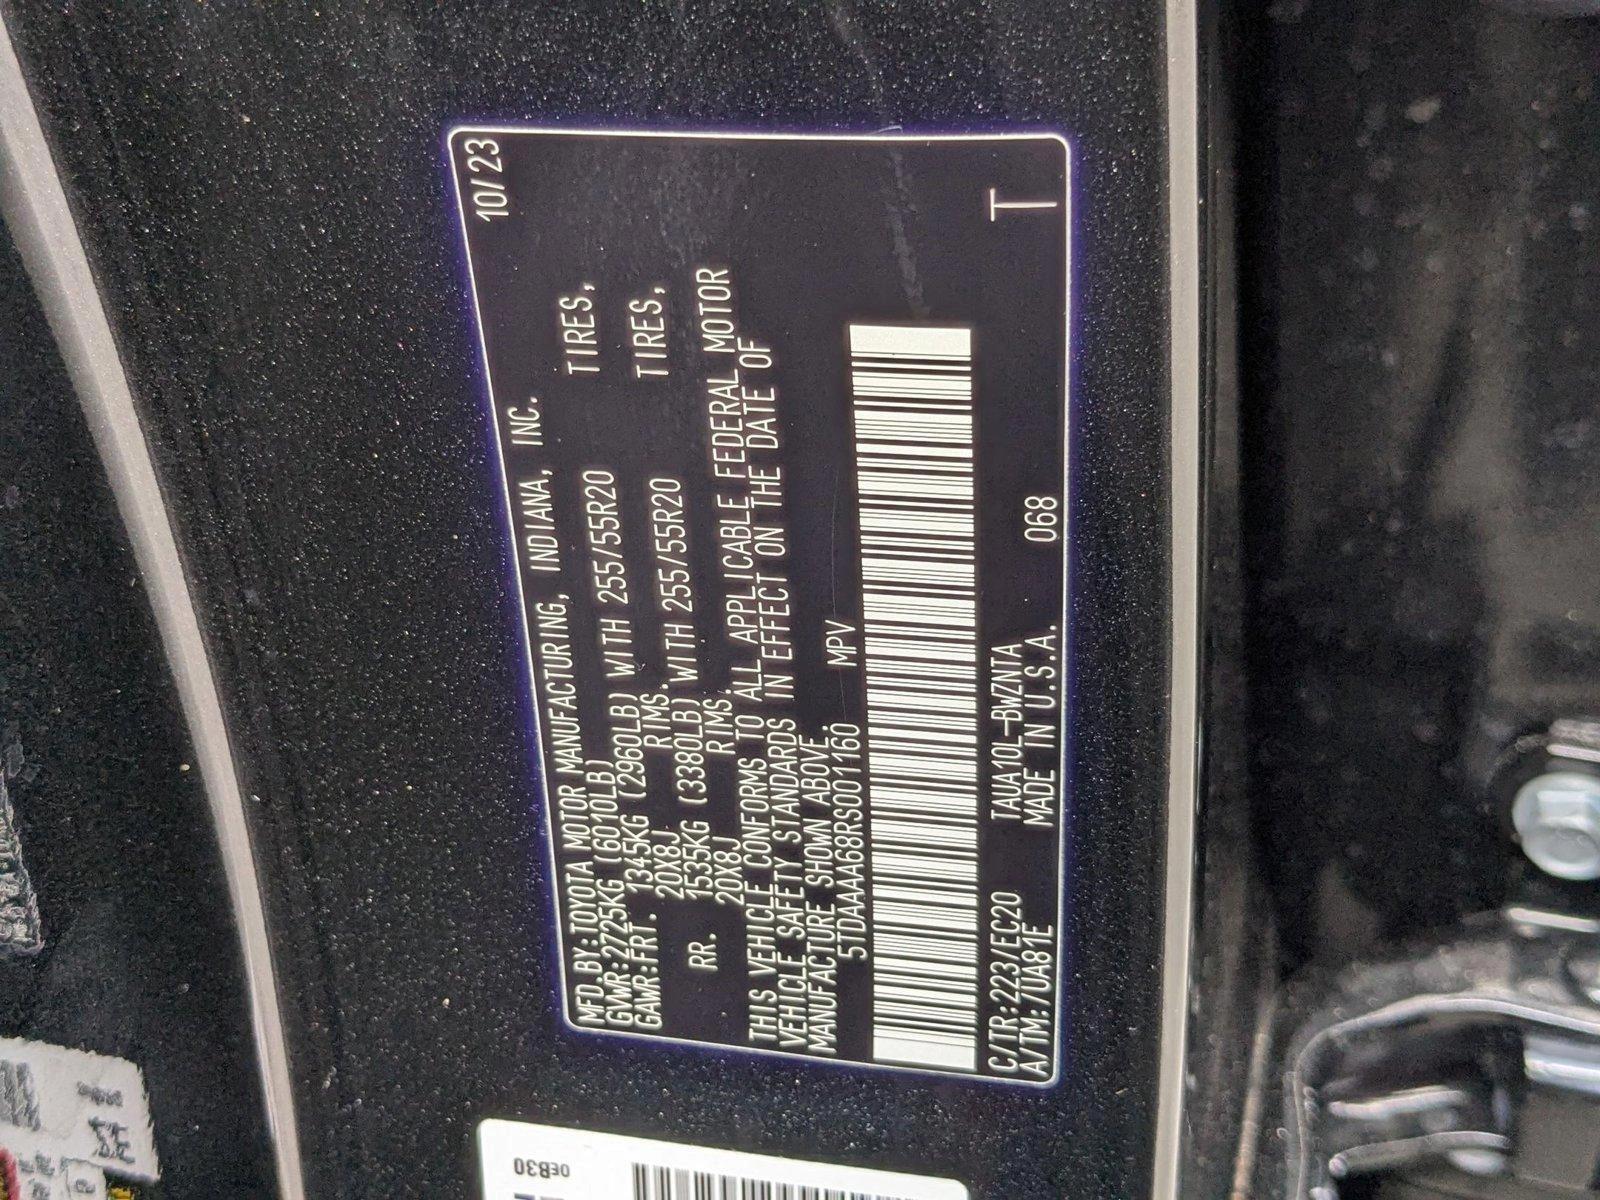 10/23
MFD.BY:TOYOTA MOTOR MANUFACTURING, INDIANA, INC.
GVWR:2725KG (6010LB)
GAWR:FRT. 1345KG (2960LB) WITH 255/55R20 TIRES,
20X8J RIMS.
RR. 1535KG (3380LB) WITH 255/55R20 TIRES,
20X8J RIMS.
THIS VEHICLE CONFORMS TO ALL APPLICABLE FEDERAL MOTOR
VEHICLE SAFETY STANDARDS IN EFFECT ON THE DATE OF
MANUFACTURE SHOWN ABOVE.
5TDAAAA68RS001160 MPV
C/TR:223/EC20 TAUA10L-BWZNTA
A/TM:7UA81E MADE IN U.S.A. 068
T
0EB30